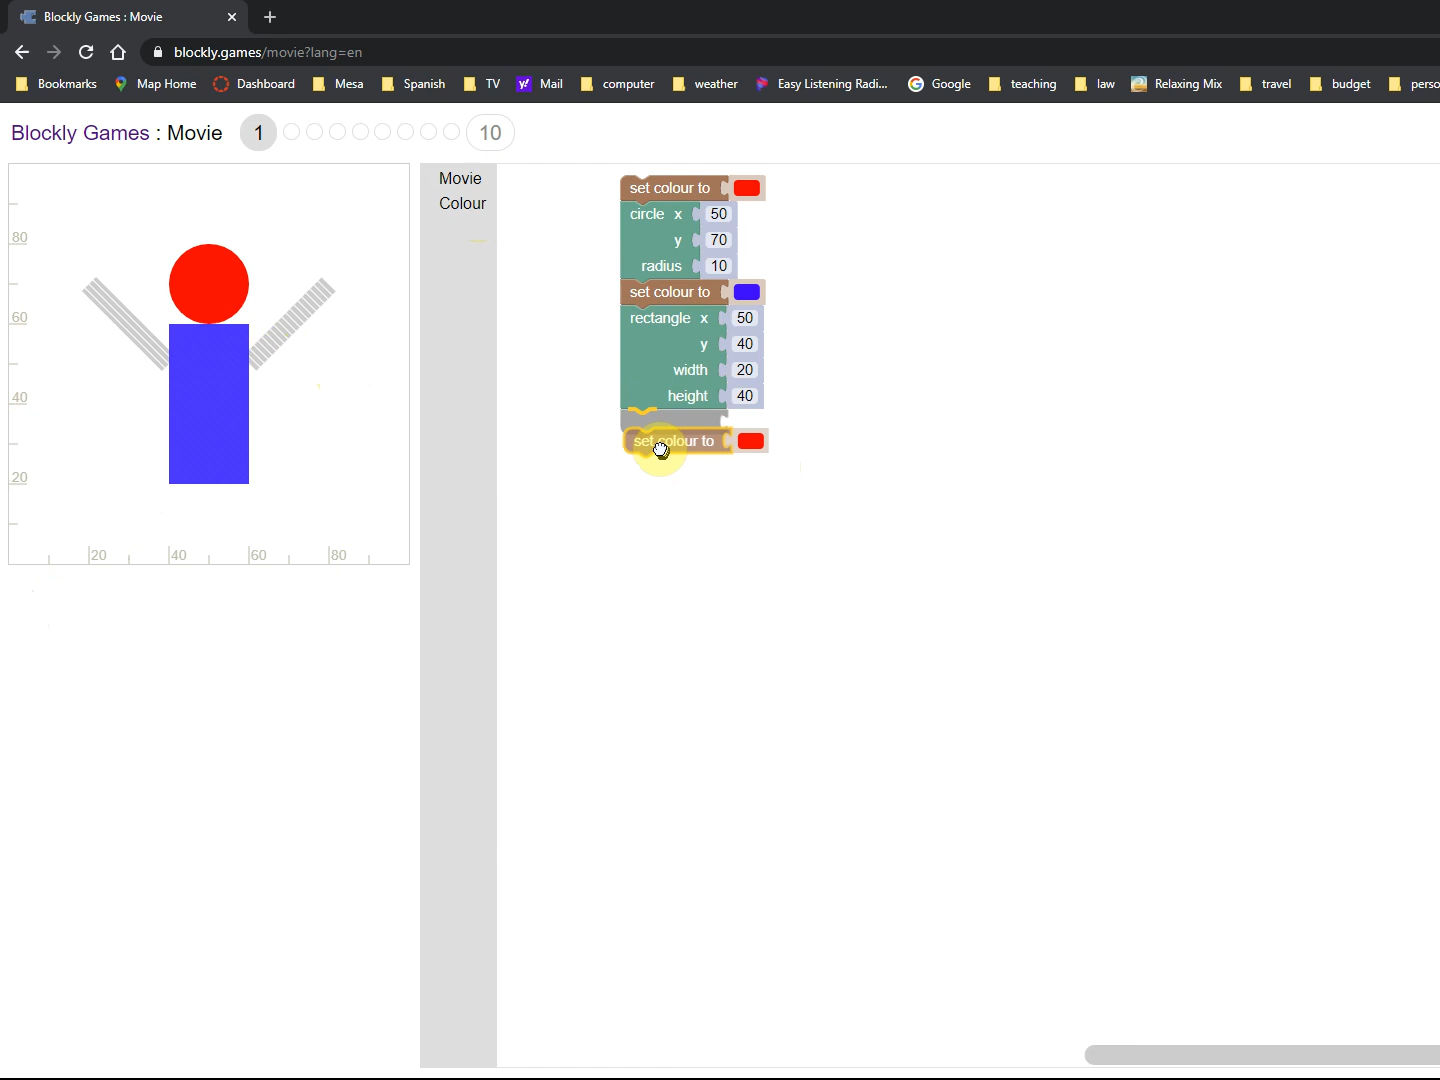 Blockly Games : Movie
blockly.games/movie?lang=en
Bookmarks Map Home Dashboard Mesa Spanish TV Mail computer weather Easy Listening Radi... Google teaching law Relaxing Mix travel budget perso
Blockly Games : Movie 1 10
Movie
Colour
80
60
40
20
20 40 60 80
set colour to
circle x 50
y 70
radius 10
set colour to
rectangle x 50
y 40
width 20
height 40
set colour to